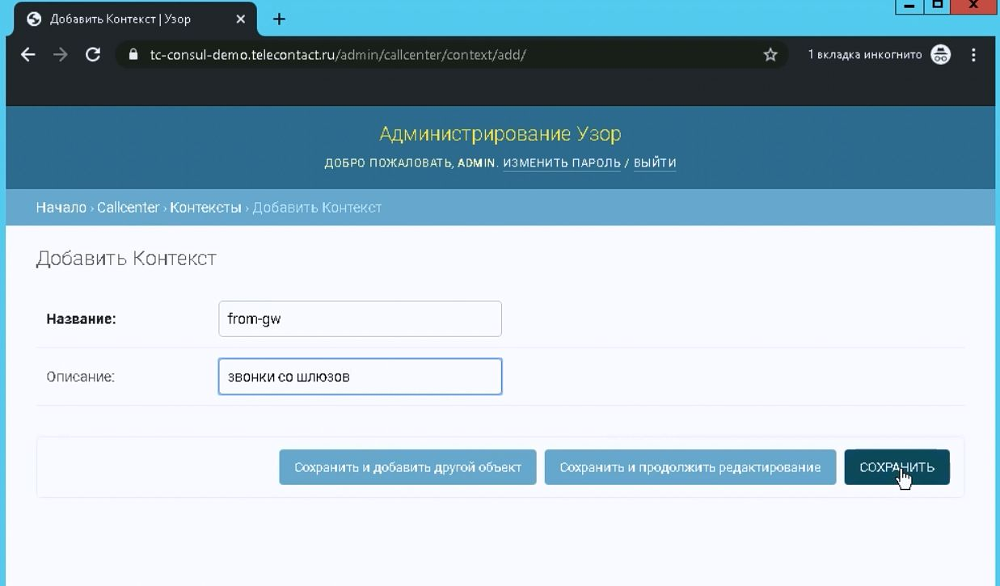 Добавить Контекст | Узор
tc-consul-demo.telecontact.ru/admin/callcenter/context/add/
1 вкладка инкогнито
Администрирование Узор
ДОБРО ПОЖАЛОВАТЬ, ADMIN. ИЗМЕНИТЬ ПАРОЛЬ / ВЫЙТИ
Начало › Callcenter › Контексты › Добавить Контекст
Добавить Контекст
Название: from-gw
Описание: звонки со шлюзов
Сохранить и добавить другой объект Сохранить и продолжить редактирование СОХРАНИТЬ